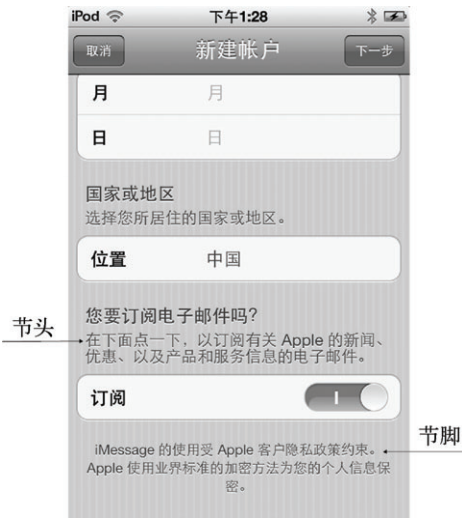 iPod 下午1:28
取消 新建帐户 下一步
月 月
日 日
国家或地区
选择您所居住的国家或地区。
位置 中国
您要订阅电子邮件吗?
节头
在下面点一下，以订阅有关 Apple 的新闻、
优惠、以及产品和服务信息的电子邮件。
订阅
iMessage 的使用受 Apple 客户隐私政策约束。
节脚
Apple 使用业界标准的加密方法为您的个人信息保
密。